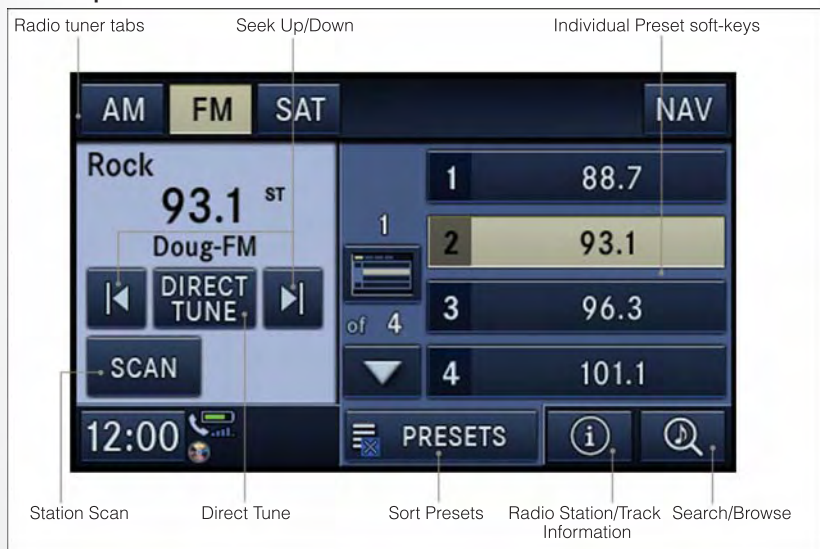 Radio tuner tabs
Seek Up/Down
Individual Preset soft-keys
AM
FM
SAT
NAV
Rock
93.1 ST
Doug-FM
DIRECT
TUNE
SCAN
12:00
1
of 4
1 88.7
2 93.1
3 96.3
4 101.1
PRESETS
i
Station Scan
Direct Tune
Sort Presets
Radio Station/Track
Information
Search/Browse